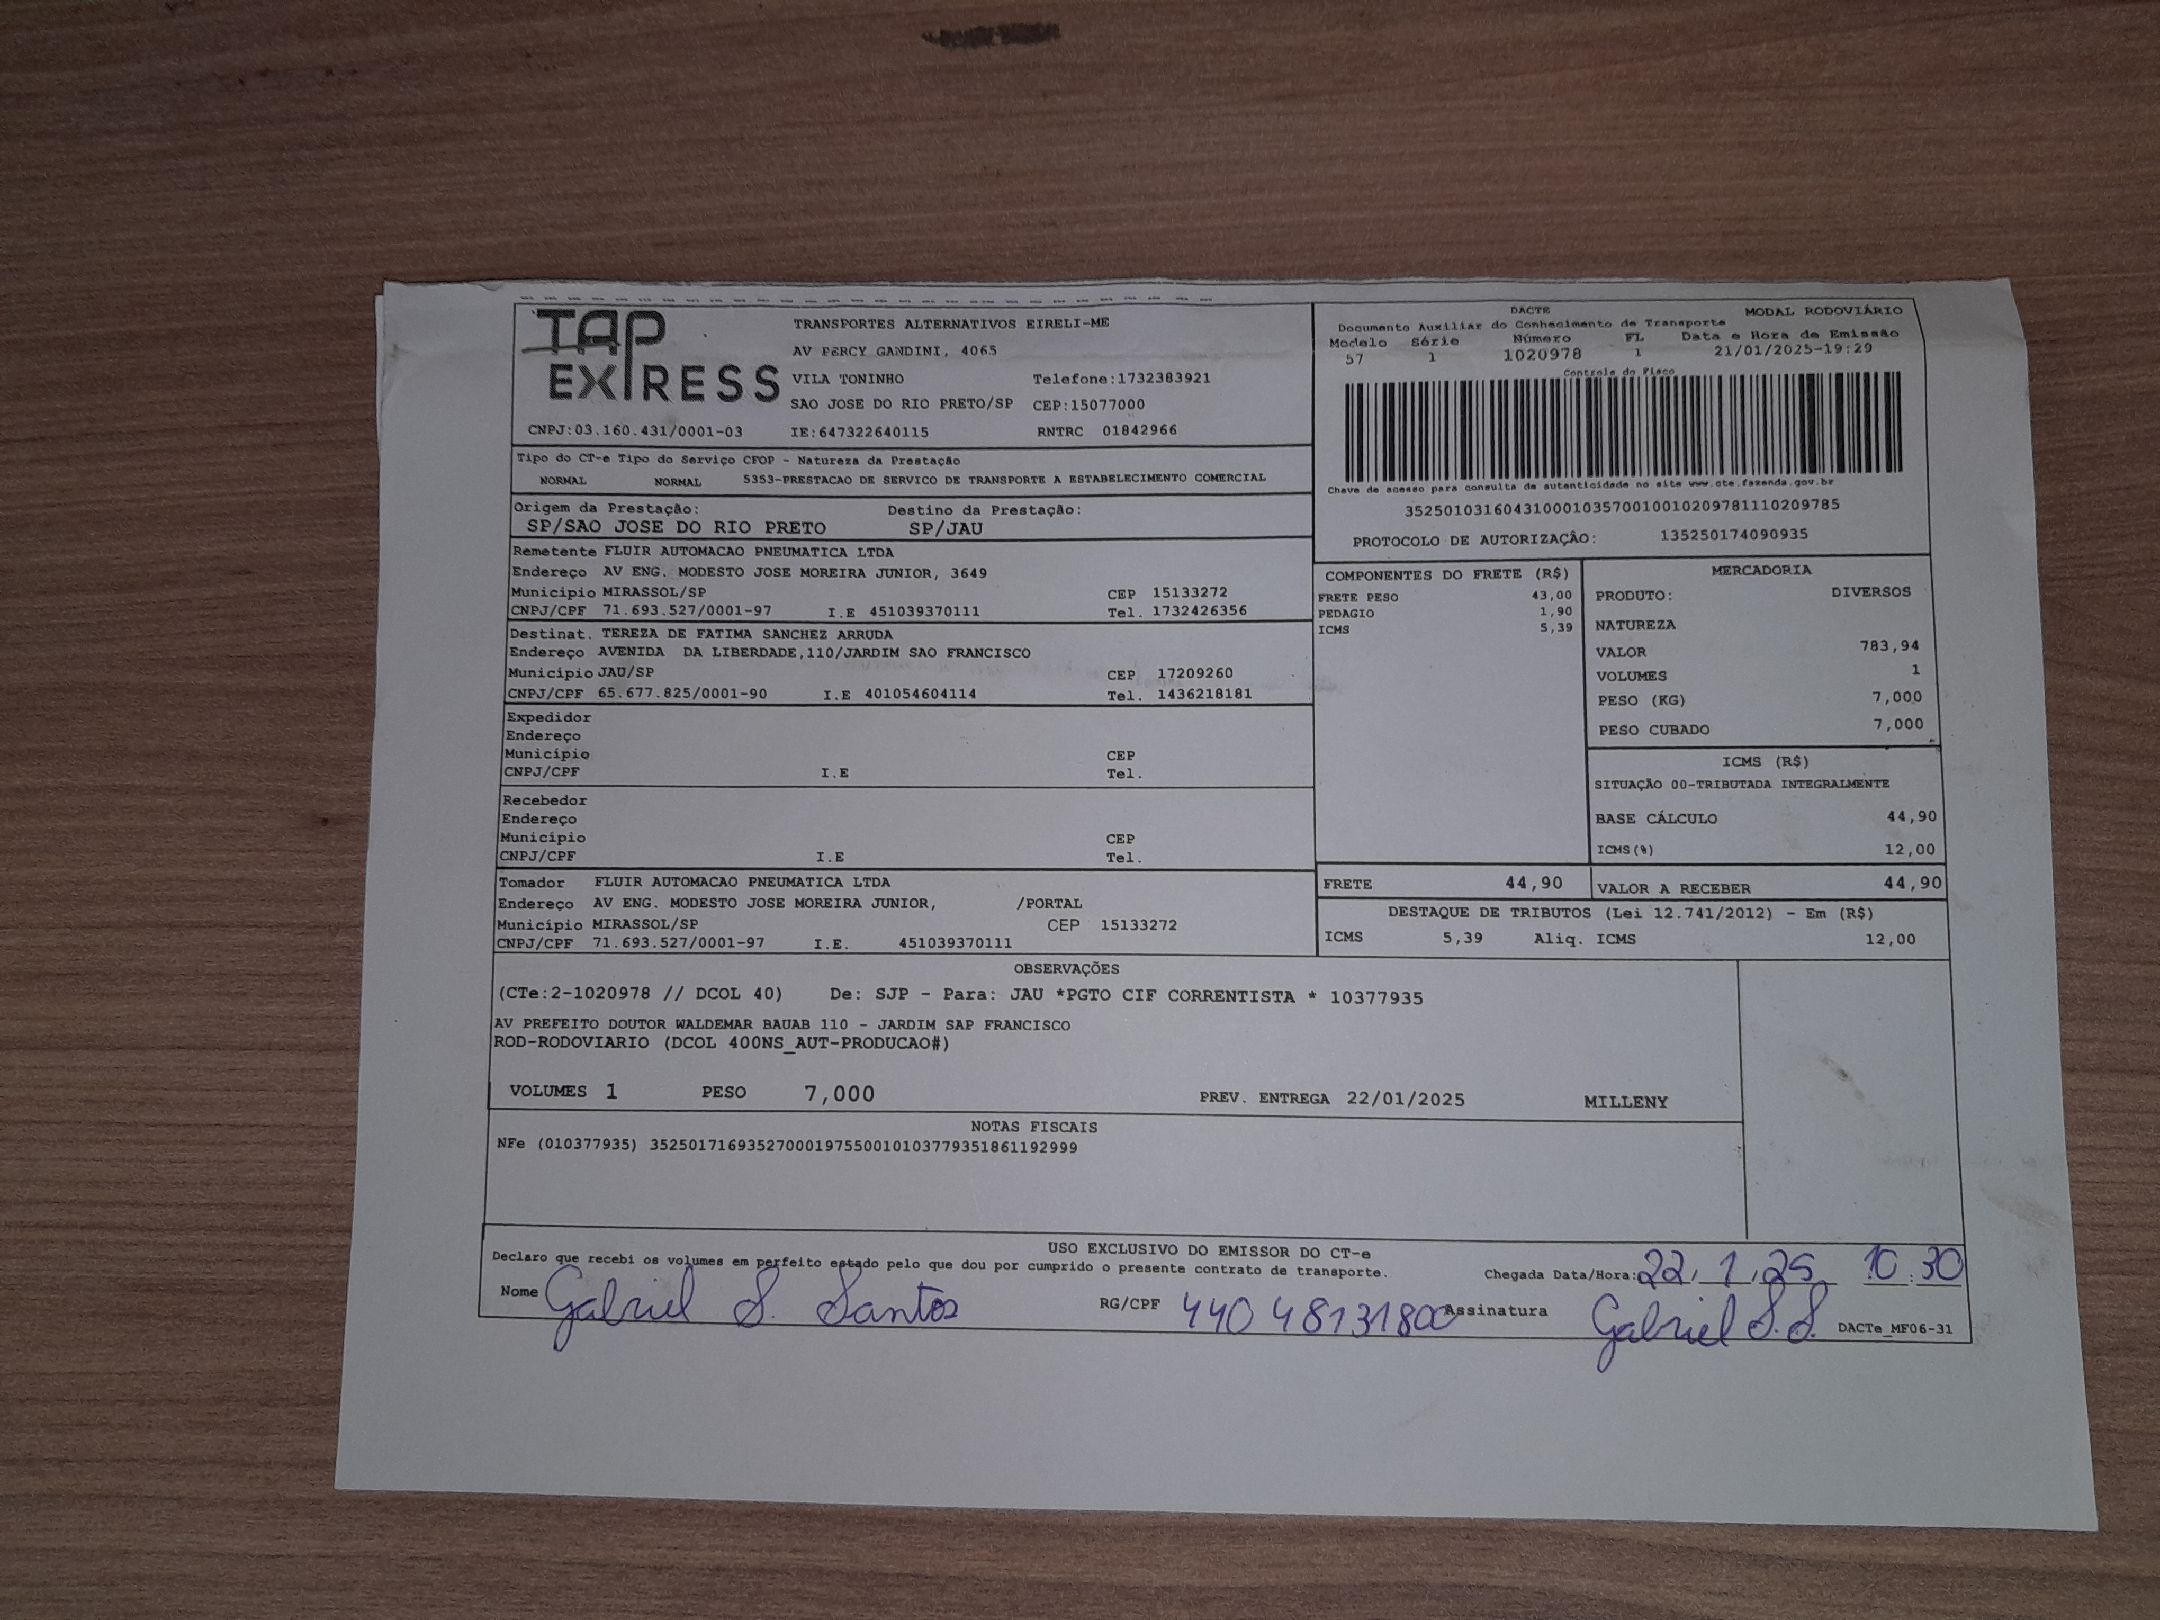 TAP EXPRESS
TRANSPORTES ALTERNATIVOS EIRELI-ME
AV PERCY GANDINI, 4065
VILA TONINHO Telefone:1732383921
SAO JOSE DO RIO PRETO/SP CEP:15077000
CNPJ:03.160.431/0001-03 IE:647322640115 RNTRC 01842966
DACTE MODAL RODOVIÁRIO
Documento Auxiliar do Conhecimento de Transporte
Modelo Série Número FL Data e Hora de Emissão
57 1 1020978 1 21/01/2025-19:29
Controle do Fisco
Chave de acesso para consulta de autenticidade no site www.cte.fazenda.gov.br
35250103160431000103570010010209781110209785
PROTOCOLO DE AUTORIZAÇÃO: 135250174090935
Tipo do CT-e Tipo do Serviço CFOP - Natureza da Prestação
NORMAL NORMAL 5353-PRESTACAO DE SERVICO DE TRANSPORTE A ESTABELECIMENTO COMERCIAL
Origem da Prestação: Destino da Prestação:
SP/SAO JOSE DO RIO PRETO SP/JAU
Remetente FLUIR AUTOMACAO PNEUMATICA LTDA
Endereço AV ENG. MODESTO JOSE MOREIRA JUNIOR, 3649
Município MIRASSOL/SP CEP 15133272
CNPJ/CPF 71.693.527/0001-97 I.E 451039370111 Tel. 1732426356
Destinat. TEREZA DE FATIMA SANCHEZ ARRUDA
Endereço AVENIDA DA LIBERDADE,110/JARDIM SAO FRANCISCO
Município JAU/SP CEP 17209260
CNPJ/CPF 65.677.825/0001-90 I.E 401054604114 Tel. 1436218181
Expedidor
Endereço
Município CEP
CNPJ/CPF I.E Tel.
Recebedor
Endereço
Município CEP
CNPJ/CPF I.E Tel.
Tomador FLUIR AUTOMACAO PNEUMATICA LTDA
Endereço AV ENG. MODESTO JOSE MOREIRA JUNIOR, /PORTAL
Município MIRASSOL/SP CEP 15133272
CNPJ/CPF 71.693.527/0001-97 I.E. 451039370111
COMPONENTES DO FRETE (R$)
FRETE PESO 43,00
PEDAGIO 1,90
ICMS 5,39
MERCADORIA
PRODUTO: DIVERSOS
NATUREZA
VALOR 783,94
VOLUMES 1
PESO (KG) 7,000
PESO CUBADO 7,000
ICMS (R$)
SITUAÇÃO 00-TRIBUTADA INTEGRALMENTE
BASE CÁLCULO 44,90
ICMS(%) 12,00
FRETE 44,90 VALOR A RECEBER 44,90
DESTAQUE DE TRIBUTOS (Lei 12.741/2012) - Em (R$)
ICMS 5,39 Aliq. ICMS 12,00
OBSERVAÇÕES
(CTe:2-1020978 // DCOL 40) De: SJP - Para: JAU *PGTO CIF CORRENTISTA * 10377935
AV PREFEITO DOUTOR WALDEMAR BAUAB 110 - JARDIM SAP FRANCISCO
ROD-RODOVIARIO (DCOL 400NS_AUT-PRODUCAO#)
VOLUMES 1 PESO 7,000 PREV. ENTREGA 22/01/2025 MILLENY
NOTAS FISCAIS
NFe (010377935) 35250171693527000197550010103779351861192999
USO EXCLUSIVO DO EMISSOR DO CT-e
Declaro que recebi os volumes em perfeito estado pelo que dou por cumprido o presente contrato de transporte. Chegada Data/Hora: 22, 1, 25 10:30
Nome Gabriel S. Santos RG/CPF 440 48131800 Assinatura Gabriel S.S. DACTe_MF06-31